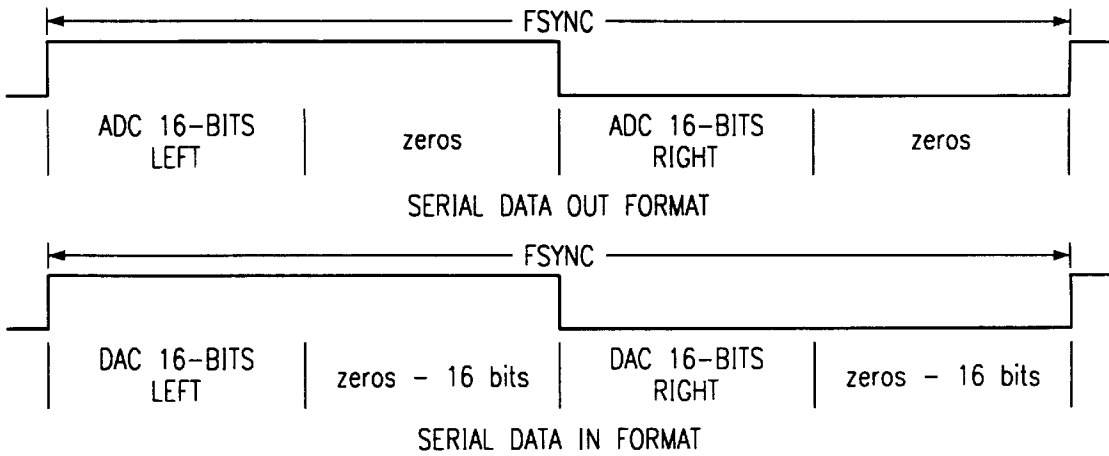 FSYNC
ADC 16-BITS
LEFT
zeros
ADC 16-BITS
RIGHT
zeros
SERIAL DATA OUT FORMAT
FSYNC
DAC 16-BITS
LEFT
zeros - 16 bits
DAC 16-BITS
RIGHT
zeros - 16 bits
SERIAL DATA IN FORMAT